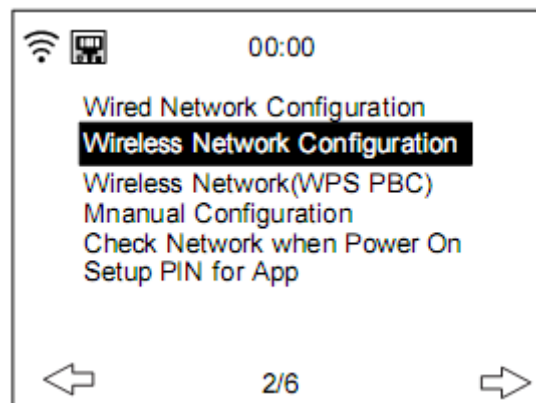 00:00
Wired Network Configuration
Wireless Network Configuration
Wireless Network(WPS PBC)
Mnanual Configuration
Check Network when Power On
Setup PIN for App
2/6